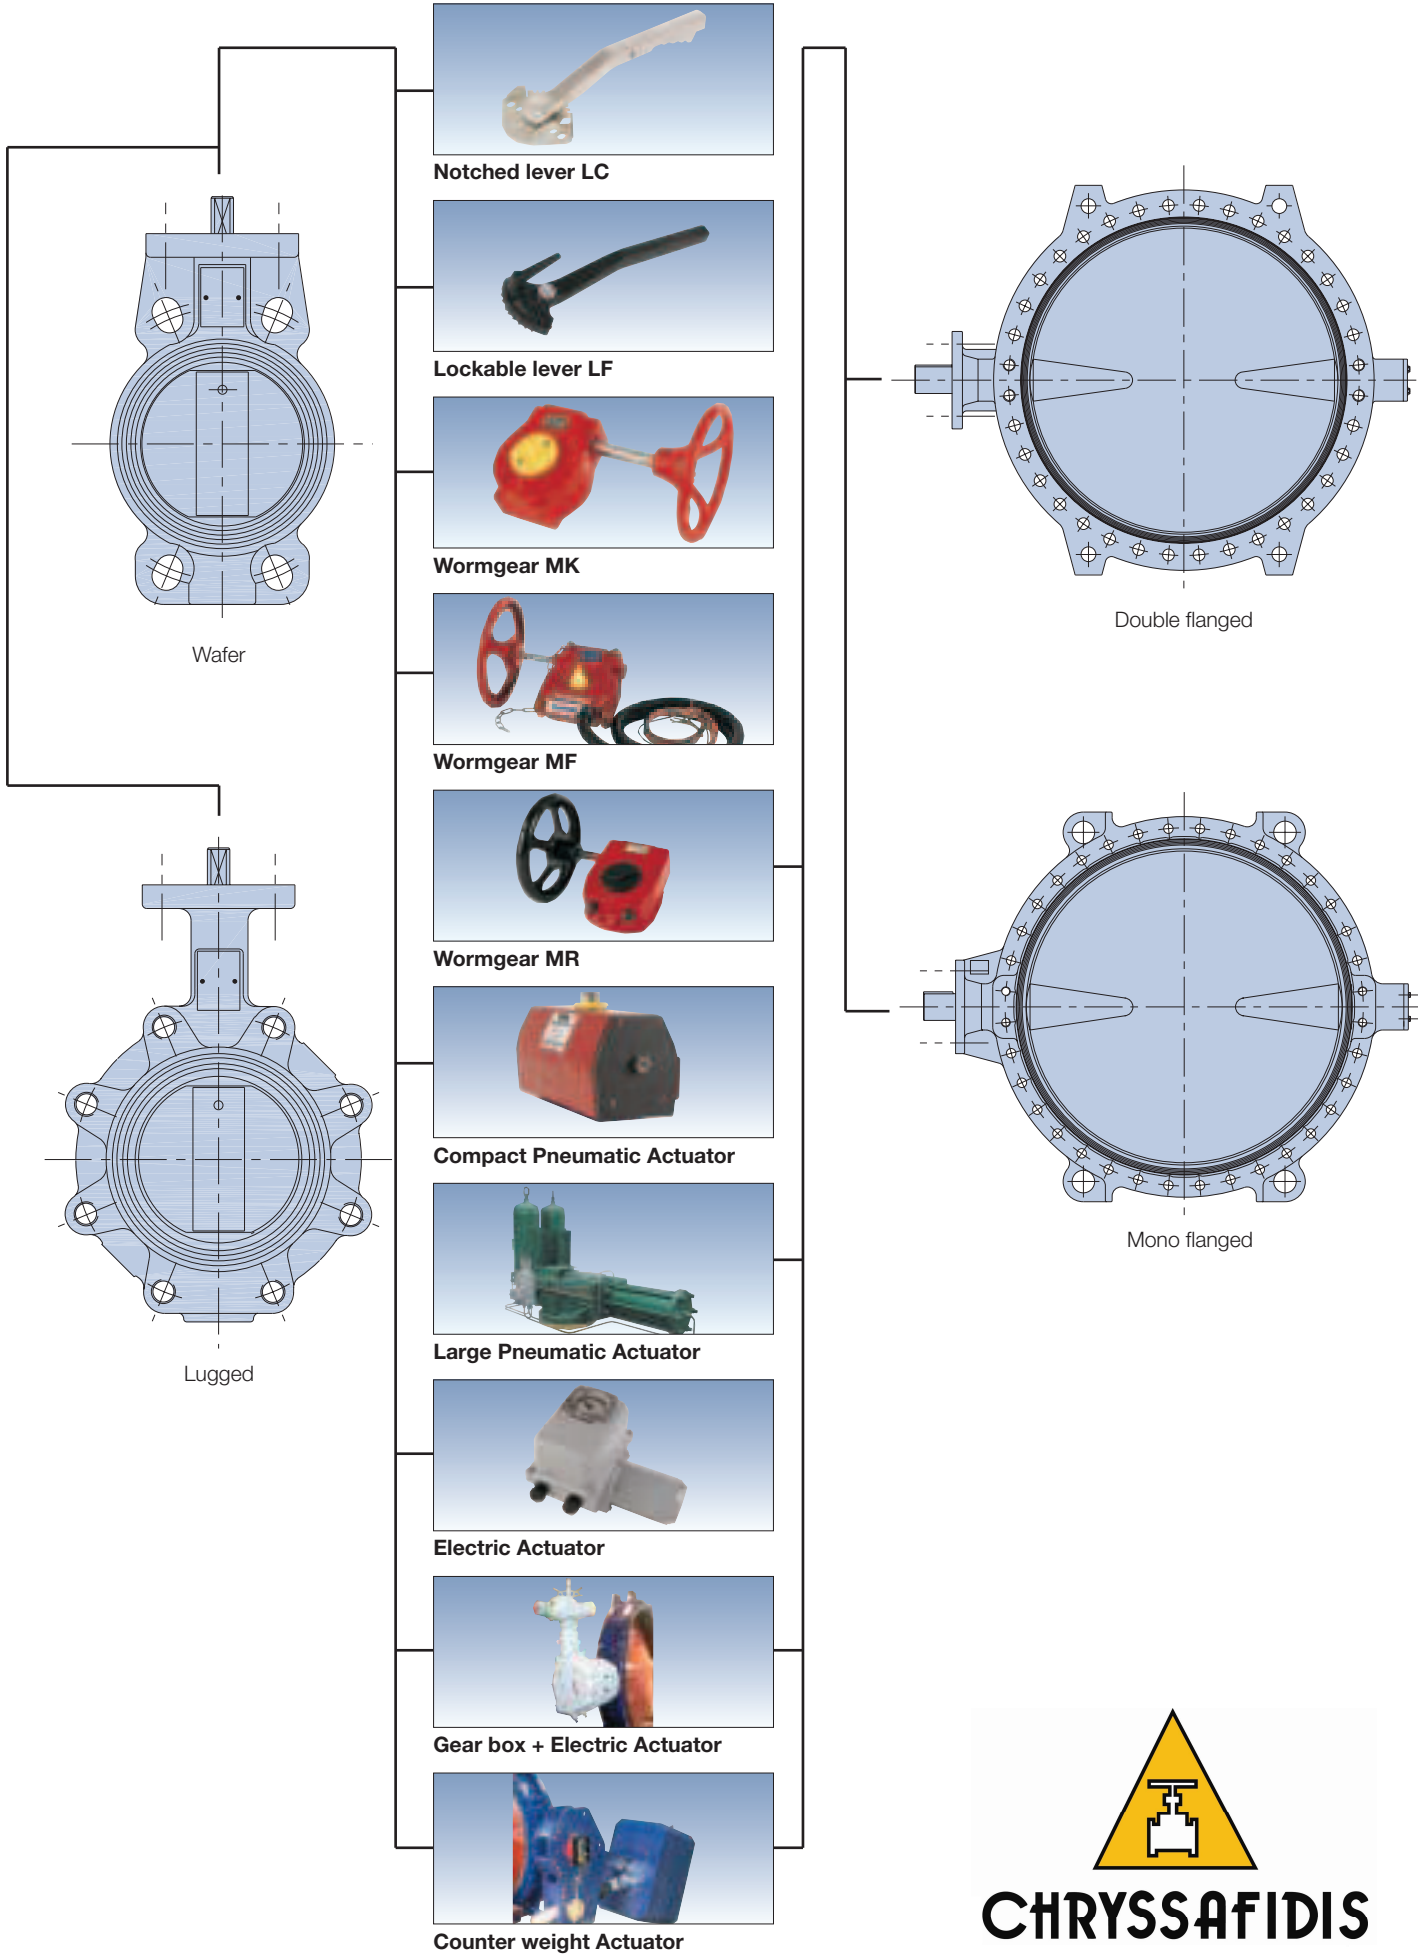 Notched lever LC
Lockable lever LF
Wormgear MK
Double flanged
Wafer
Wormgear MF
Wormgear MR
Compact Pneumatic Actuator
Mono flanged
Large Pneumatic Actuator
Lugged
Electric Actuator
Gear box + Electric Actuator
CHRYSSAFIDIS
Counter weight Actuator